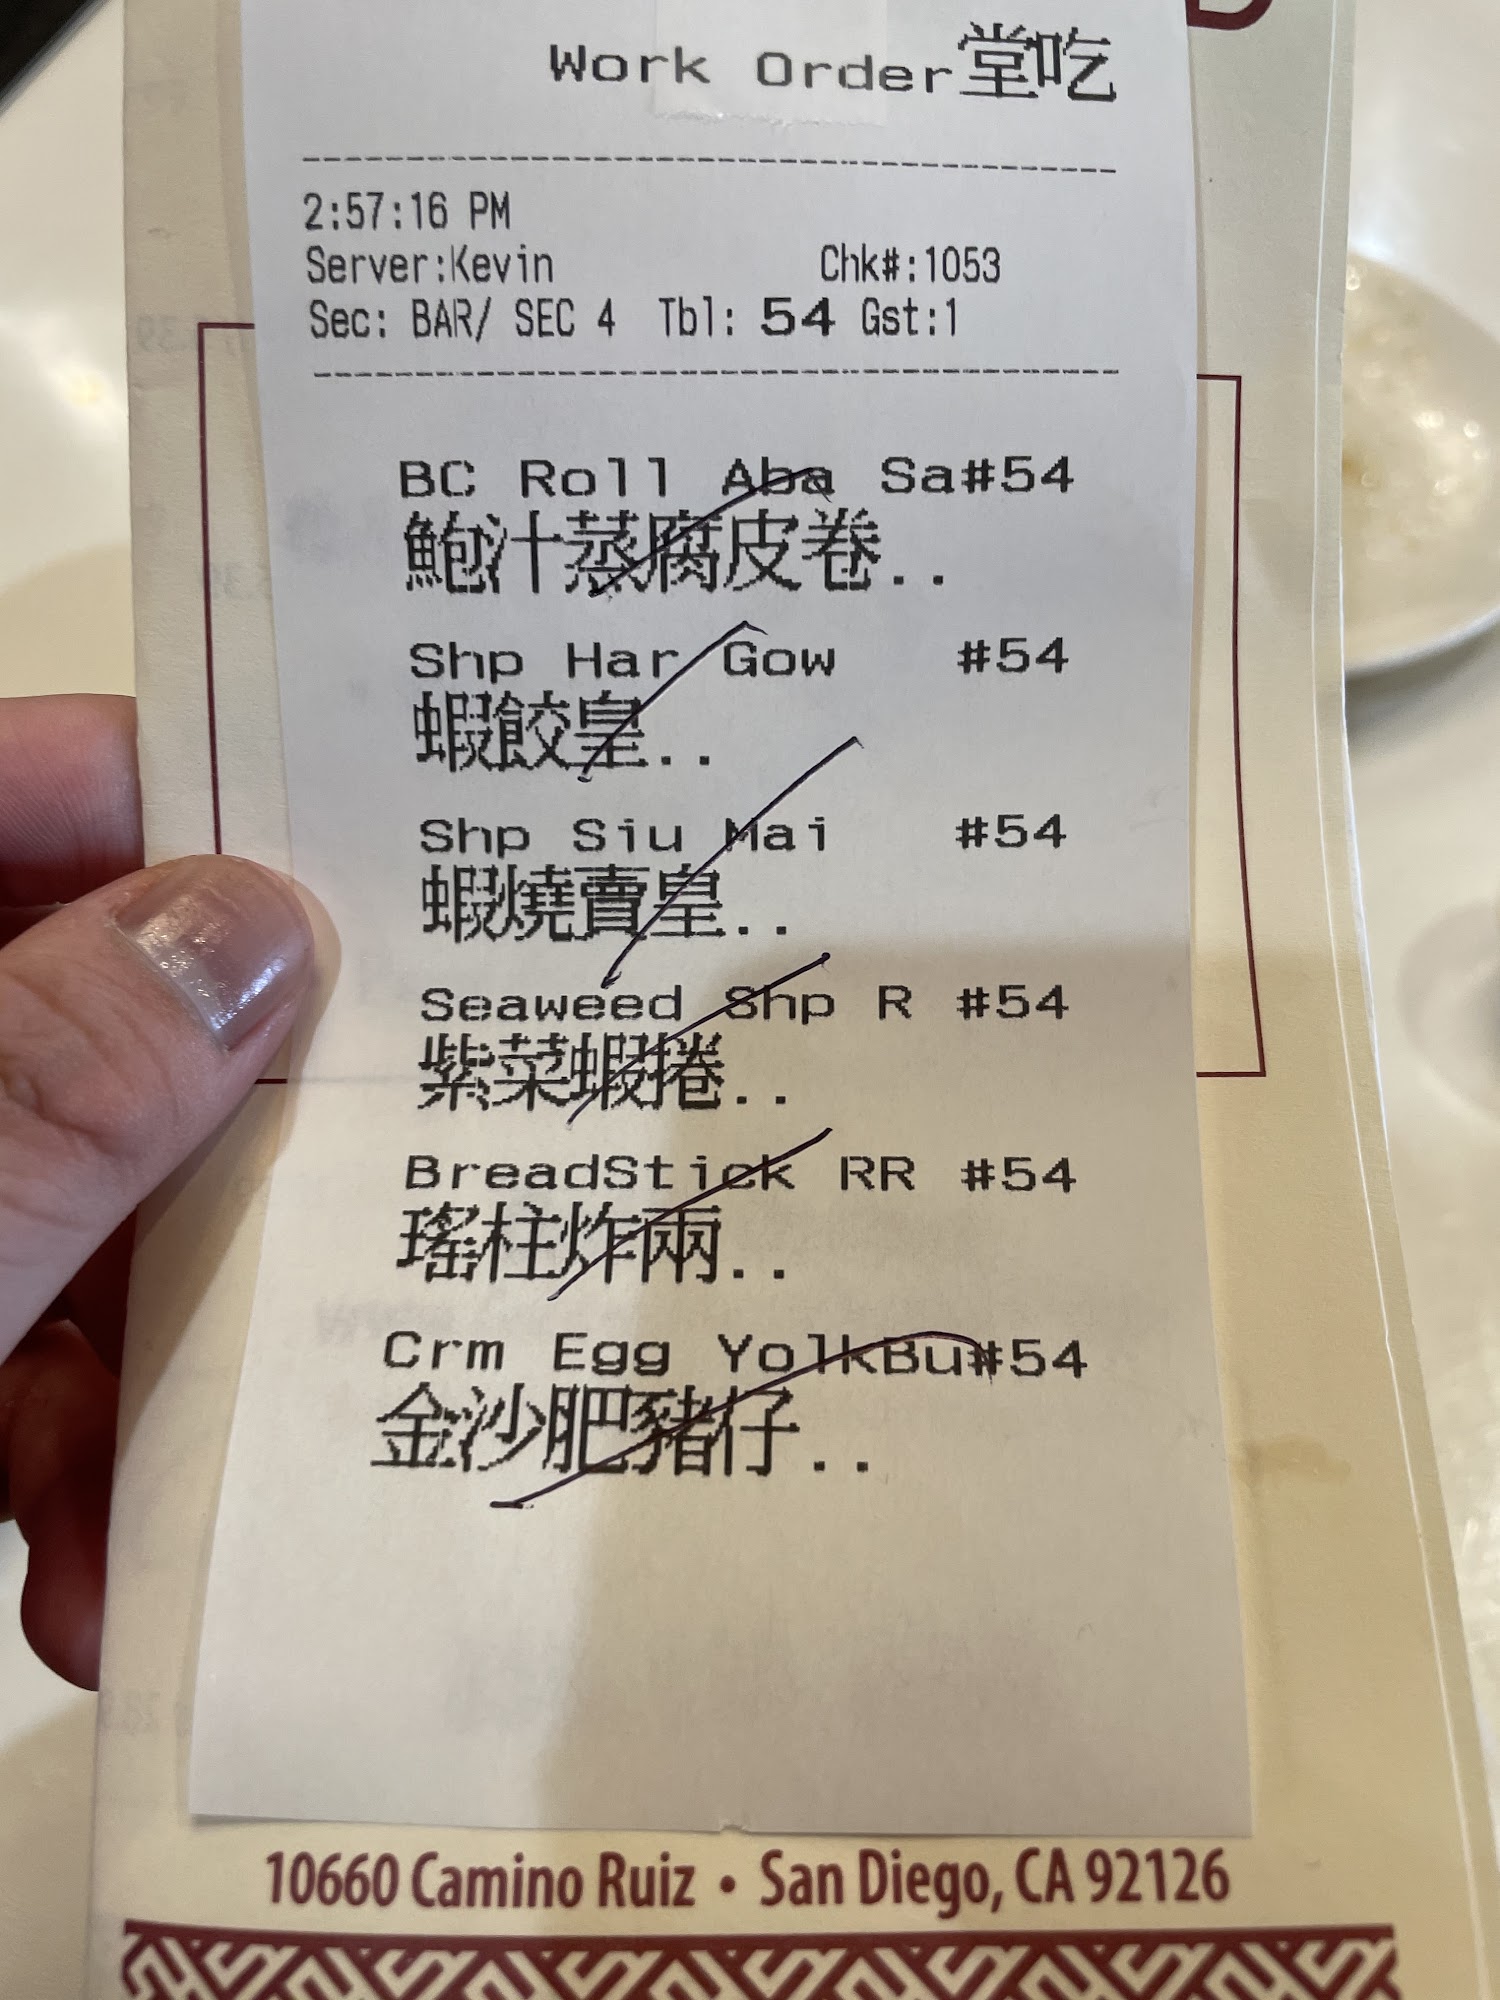 Work Order堂吃
2:57:16 PM
Server:Kevin Chk#:1053
Sec: BAR/ SEC 4 Tbl: 54 Gst:1
BC Roll Aba Sa#54
鮑汁蒸腐皮卷..
Shp Har Gow #54
蝦餃皇..
Shp Siu Mai #54
蝦燒賣皇..
Seaweed Shp R #54
紫菜蝦捲..
BreadStick RR #54
瑤柱炸兩..
Crm Egg YolkBu#54
金沙肥豬仔..
10660 Camino Ruiz • San Diego, CA 92126